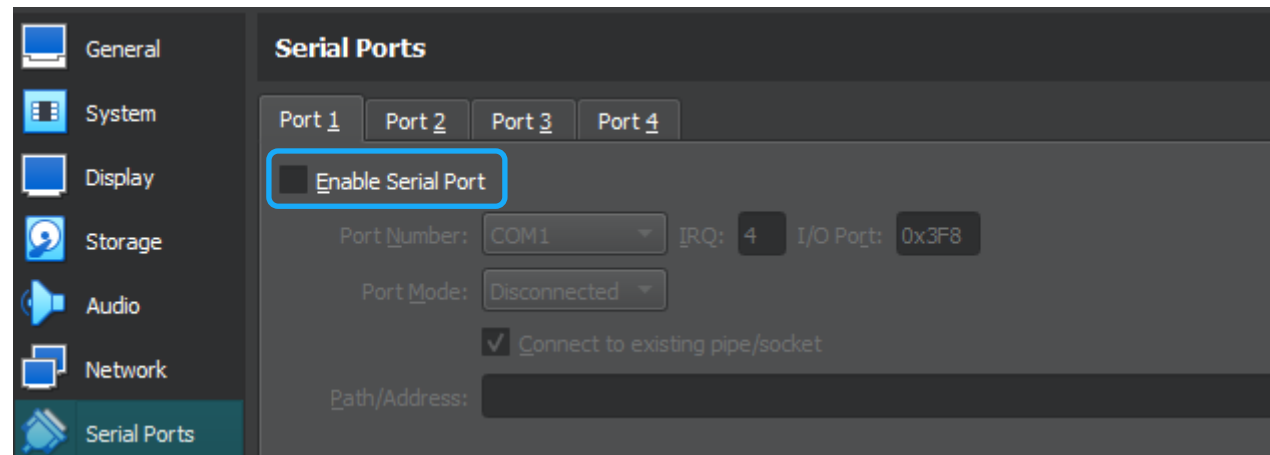 General
System
Display
Storage
Audio
Network
Serial Ports
Serial Ports
Port 1 Port 2 Port 3 Port 4
Enable Serial Port
Port Number: COM1 IRQ: 4 I/O Port: 0x3F8
Port Mode: Disconnected
Connect to existing pipe/socket
Path/Address: